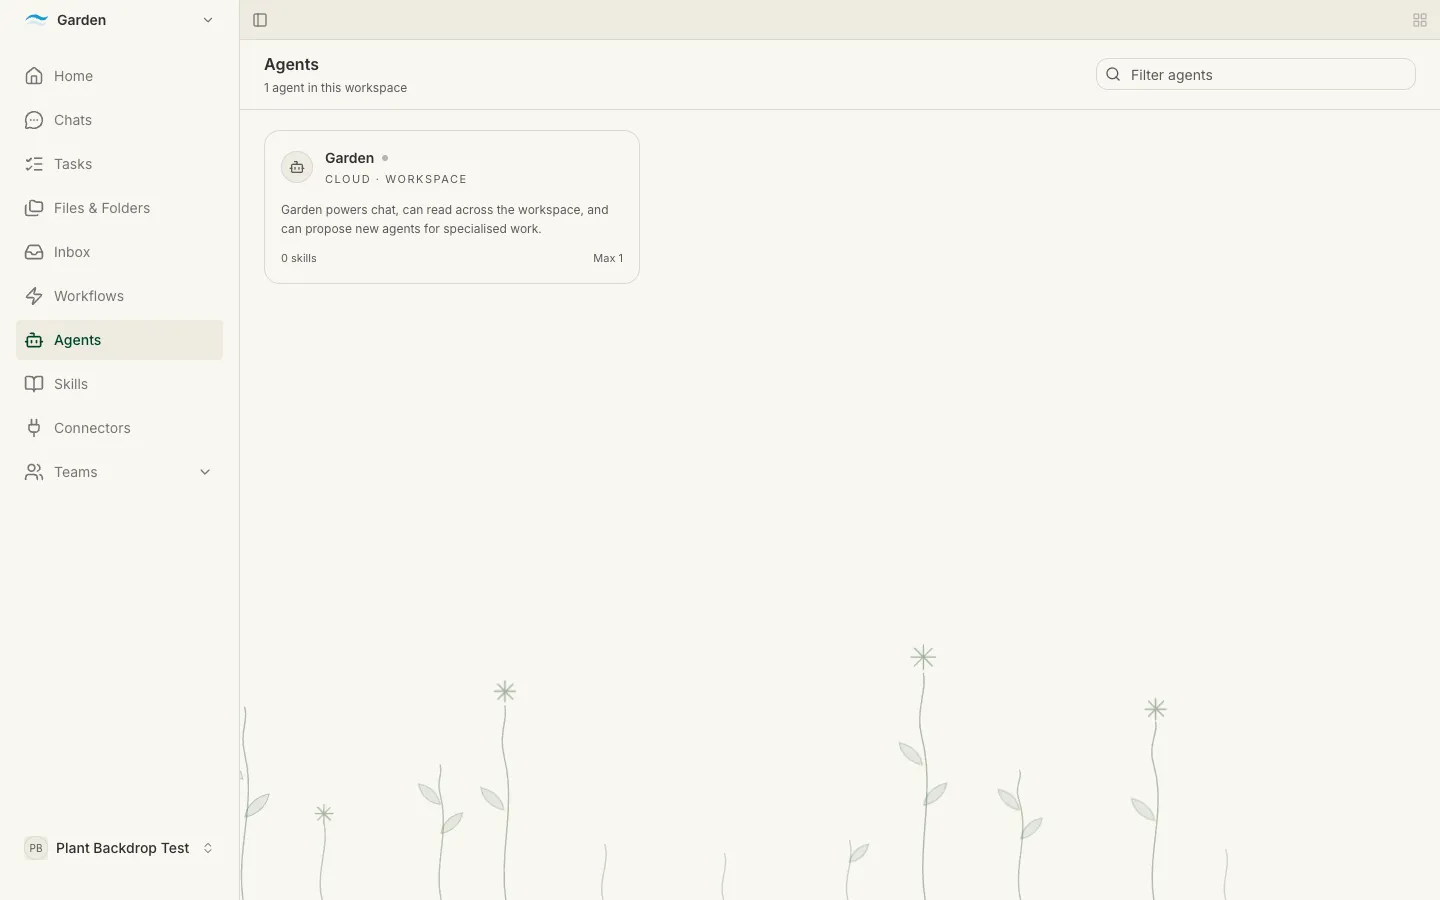 Garden
Home
Chats
Tasks
Files & Folders
Inbox
Workflows
Agents
Skills
Connectors
Teams
PB
Plant Backdrop Test
Agents
1 agent in this workspace
Filter agents
Garden
CLOUD · WORKSPACE
Garden powers chat, can read across the workspace, and
can propose new agents for specialised work.
0 skills
Max 1